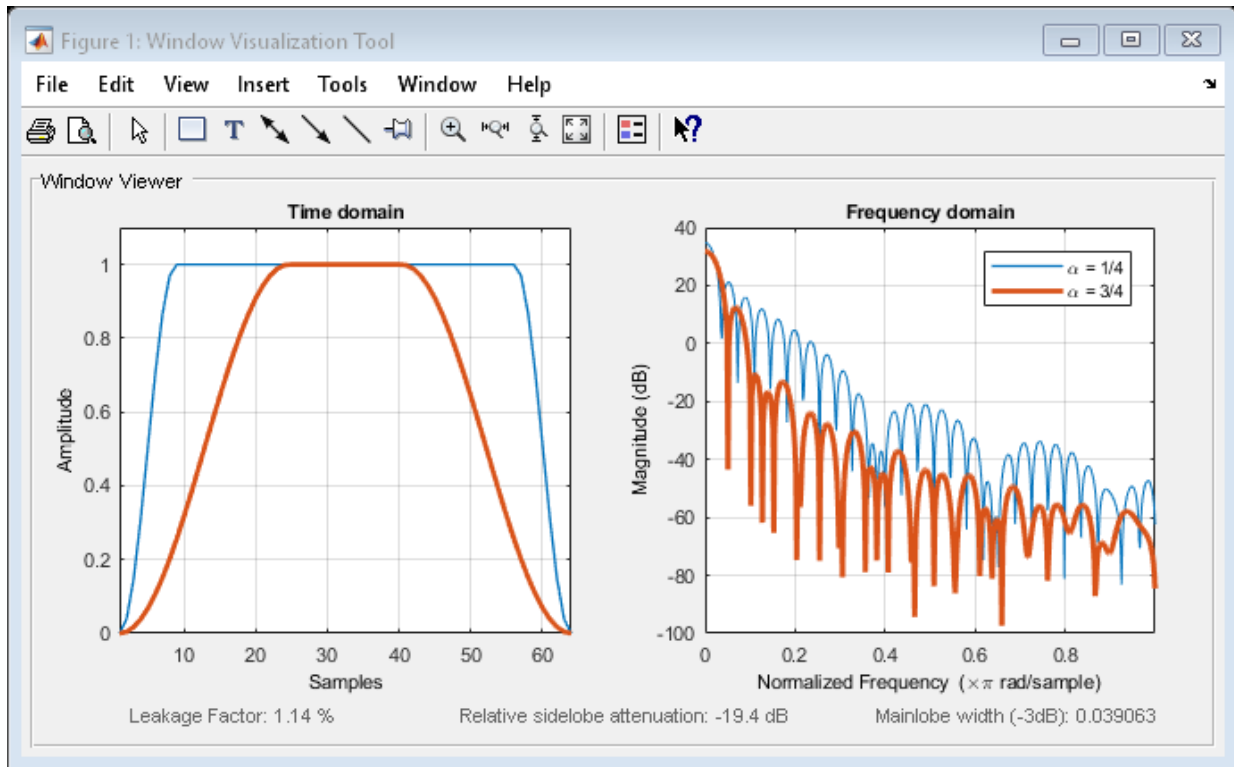 Figure 1: Window Visualization Tool
File Edit View Insert Tools Window Help
T ?
Window Viewer
Time domain
1
0.8
0.6
0.4
0.2
0
Amplitude
10 20 30 40 50 60
Samples
Frequency domain
α = 1/4
α = 3/4
40
20
0
-20
-40
-60
-80
-100
Magnitude (dB)
0 0.2 0.4 0.6 0.8
Normalized Frequency (×π rad/sample)
Leakage Factor: 1.14 % Relative sidelobe attenuation: -19.4 dB Mainlobe width (-3dB): 0.039063